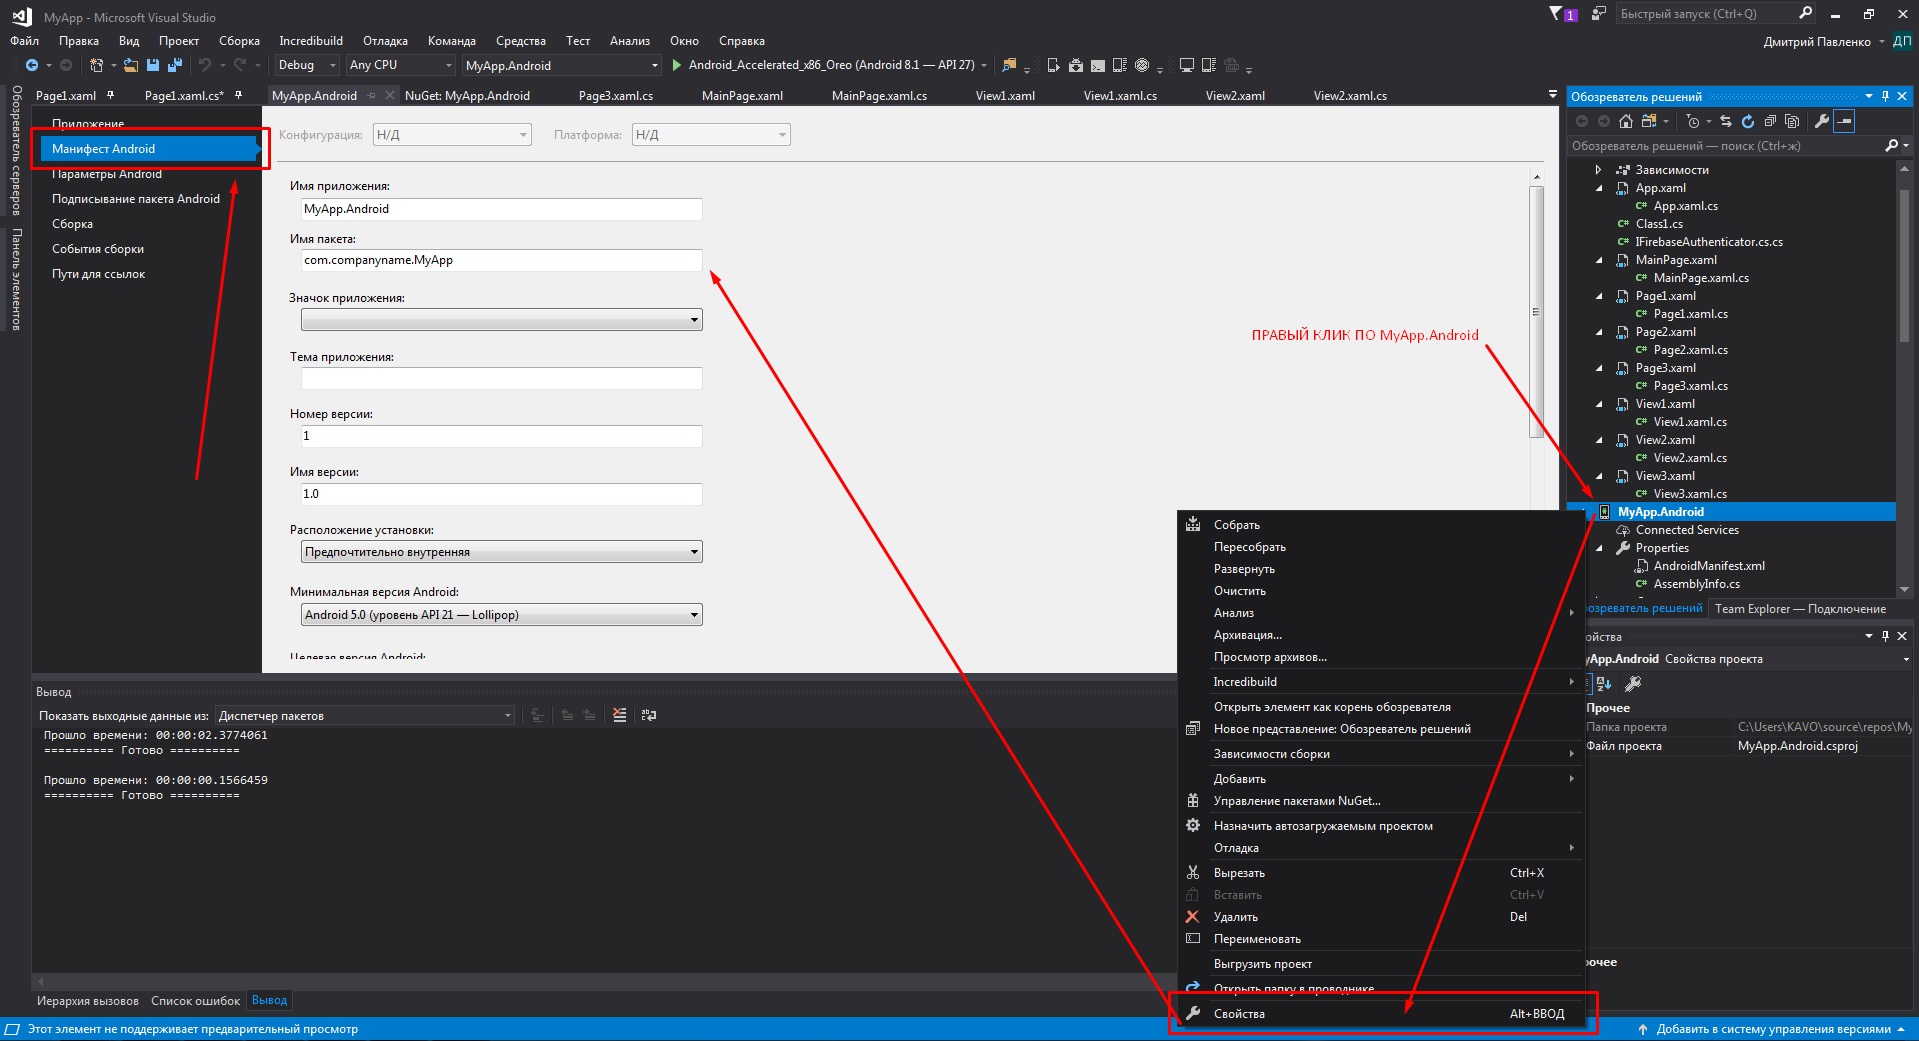 MyApp - Microsoft Visual Studio
1
Быстрый запуск (Ctrl+Q)
Файл Правка Вид Проект Сборка Incredibuild Отладка Команда Средства Тест Анализ Окно Справка
Дмитрий Павленко ДП
Debug Any CPU MyApp.Android Android_Accelerated_x86_Oreo (Android 8.1 — API 27)
Обозреватель серверов
Панель элементов
Page1.xaml Page1.xaml.cs* MyApp.Android NuGet: MyApp.Android Page3.xaml.cs MainPage.xaml MainPage.xaml.cs View1.xaml View1.xaml.cs View2.xaml View2.xaml.cs
Приложение
Манифест Android
Параметры Android
Подписывание пакета Android
Сборка
События сборки
Пути для ссылок
Конфигурация: Н/Д Платформа: Н/Д
Имя приложения:
MyApp.Android
Имя пакета:
com.companyname.MyApp
Значок приложения:
Тема приложения:
Номер версии:
1
Имя версии:
1.0
Расположение установки:
Предпочтительно внутренняя
Минимальная версия Android:
Android 5.0 (уровень API 21 — Lollipop)
Целевая версия Android:
ПРАВЫЙ КЛИК ПО MyApp.Android
Обозреватель решений
Обозреватель решений — поиск (Ctrl+ж)
Зависимости
App.xaml
App.xaml.cs
Class1.cs
IFirebaseAuthenticator.cs.cs
MainPage.xaml
MainPage.xaml.cs
Page1.xaml
Page1.xaml.cs
Page2.xaml
Page2.xaml.cs
Page3.xaml
Page3.xaml.cs
View1.xaml
View1.xaml.cs
View2.xaml
View2.xaml.cs
View3.xaml
View3.xaml.cs
MyApp.Android
Connected Services
Properties
AndroidManifest.xml
AssemblyInfo.cs
озреватель решений Team Explorer — Подключение
ойства
yApp.Android Свойства проекта
Прочее
Папка проекта C:\Users\KAVO\source\repos\My
Файл проекта MyApp.Android.csproj
рочее
Собрать
Пересобрать
Развернуть
Очистить
Анализ
Архивация...
Просмотр архивов...
Incredibuild
Открыть элемент как корень обозревателя
Новое представление: Обозреватель решений
Зависимости сборки
Добавить
Управление пакетами NuGet...
Назначить автозагружаемым проектом
Отладка
Вырезать Ctrl+X
Вставить Ctrl+V
Удалить Del
Переименовать
Выгрузить проект
Открыть папку в проводнике
Свойства Alt+ВВОД
Вывод
Показать выходные данные из: Диспетчер пакетов
Прошло времени: 00:00:02.3774061
========== Готово ==========
Прошло времени: 00:00:00.1566459
========== Готово ==========
Иерархия вызовов Список ошибок Вывод
Этот элемент не поддерживает предварительный просмотр
Добавить в систему управления версиями